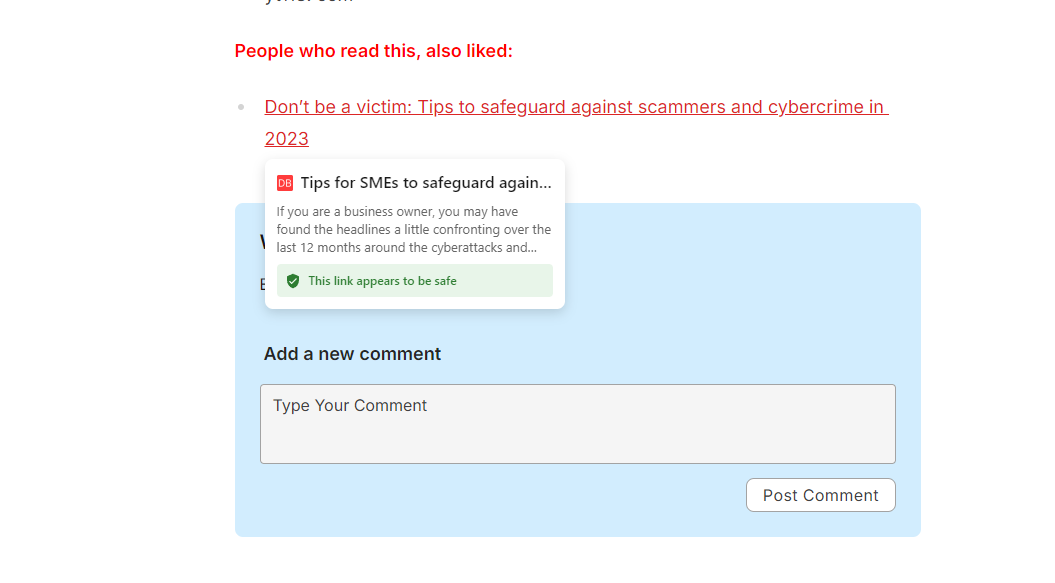 People who read this, also liked:
Don’t be a victim: Tips to safeguard against scammers and cybercrime in
2023
DB Tips for SMEs to safeguard again...
If you are a business owner, you may have
found the headlines a little confronting over the
last 12 months around the cyberattacks and...
This link appears to be safe
Add a new comment
Type Your Comment
Post Comment